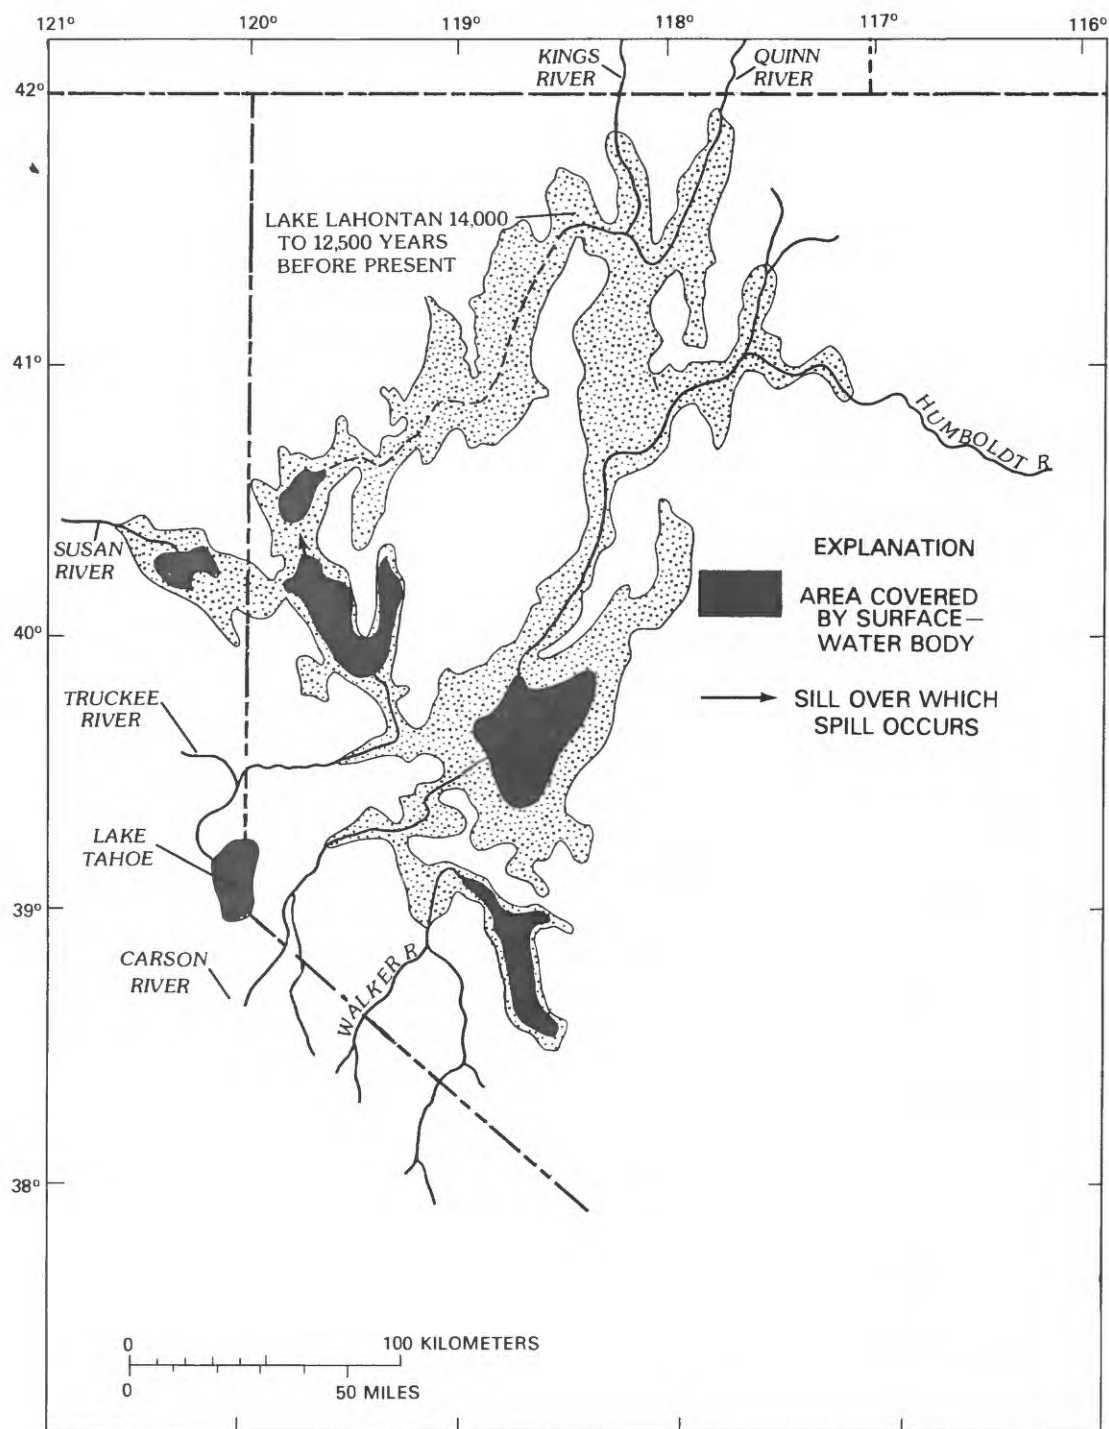 121°
120°
119°
118°
117°
116°
KINGS
RIVER
QUINN
RIVER
42°
LAKE LAHONTAN 14,000
TO 12,500 YEARS
BEFORE PRESENT
41°
HUMBOLDT R
SUSAN
RIVER
EXPLANATION
AREA COVERED
BY SURFACE—
WATER BODY
40°
SILL OVER WHICH
SPILL OCCURS
TRUCKEE
RIVER
LAKE
TAHOE
39°
CARSON
RIVER
WALKER R
38°
0 100 KILOMETERS
0 50 MILES